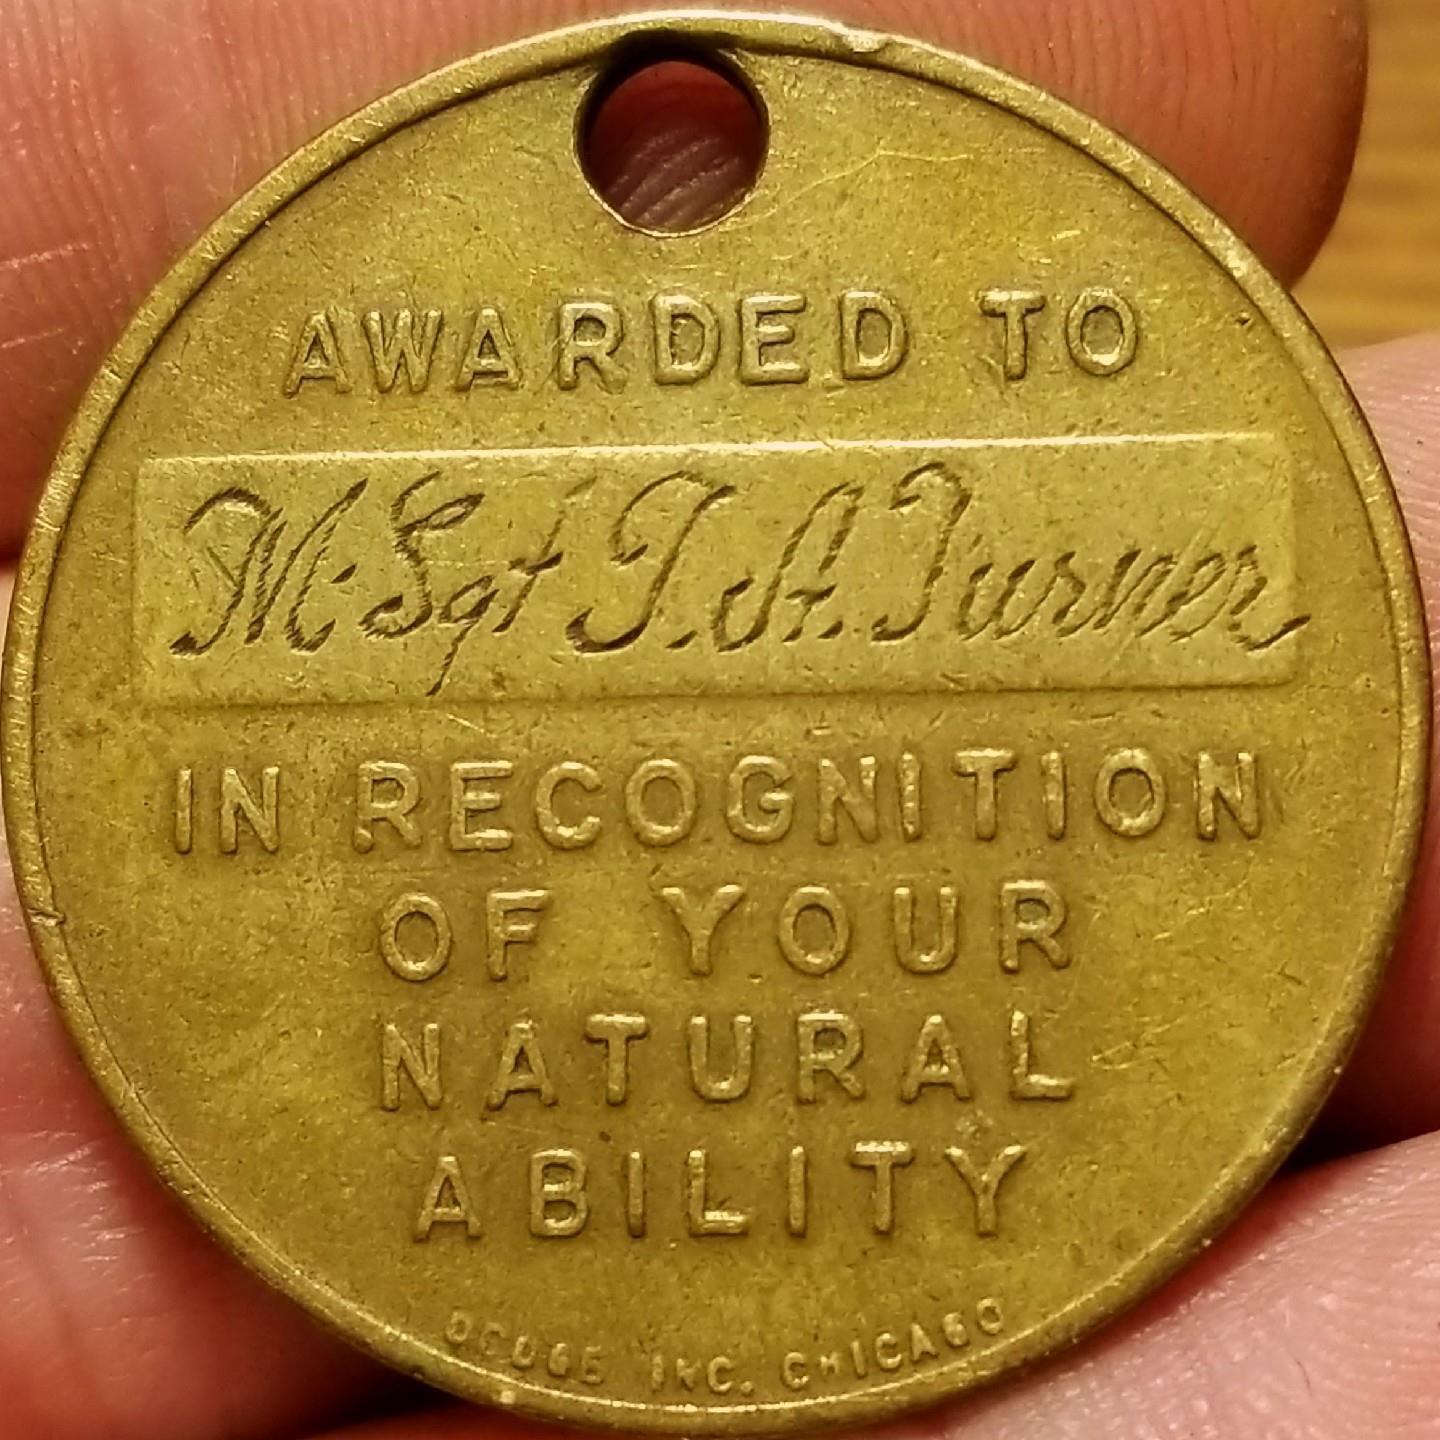 AWARDED TO
M. Sgt T. A. Turner
IN RECOGNITION
OF YOUR
NATURAL
ABILITY
DODGE INC. CHICAGO